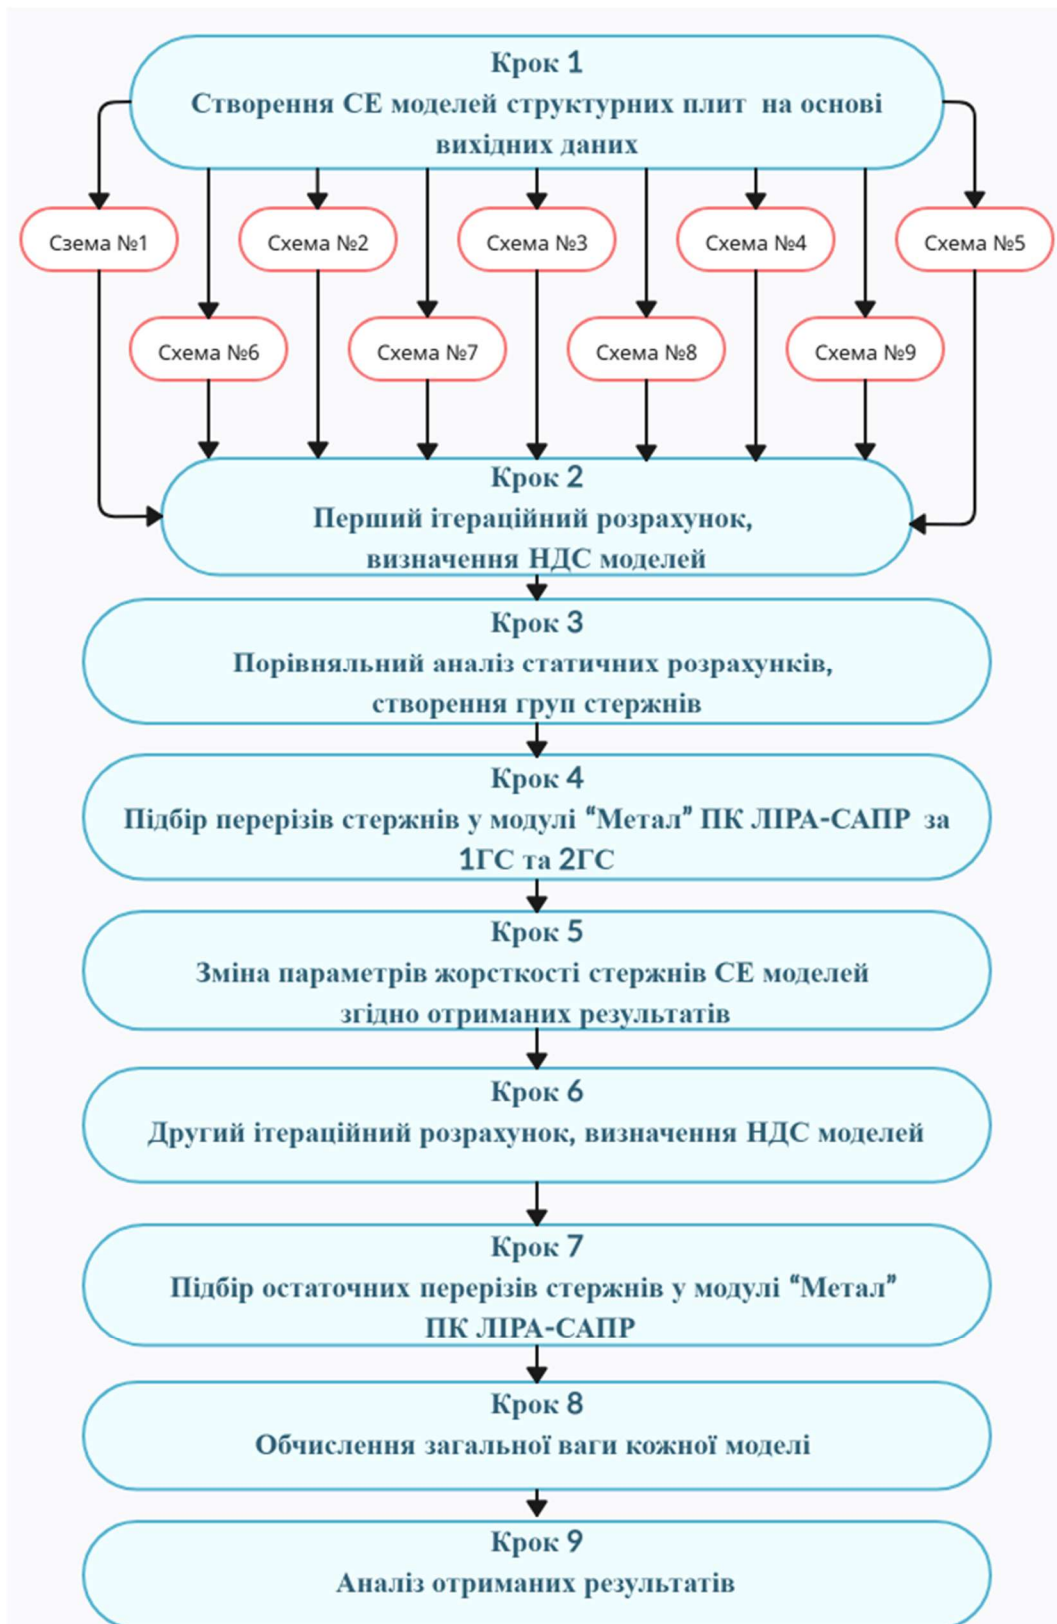 Крок 1
Створення СЕ моделей структурних плит на основі
вихідних даних
Сзема №1
Схема №2
Схема №3
Схема №4
Схема №5
Схема №6
Схема №7
Схема №8
Схема №9
Крок 2
Перший ітераційний розрахунок,
визначення НДС моделей
Крок 3
Порівняльний аналіз статичних розрахунків,
створення груп стержнів
Крок 4
Підбір перерізів стержнів у модулі “Метал” ПК ЛІРА-САПР за
1ГС та 2ГС
Крок 5
Зміна параметрів жорсткості стержнів СЕ моделей
згідно отриманих результатів
Крок 6
Другий ітераційний розрахунок, визначення НДС моделей
Крок 7
Підбір остаточних перерізів стержнів у модулі “Метал”
ПК ЛІРА-САПР
Крок 8
Обчислення загальної ваги кожної моделі
Крок 9
Аналіз отриманих результатів